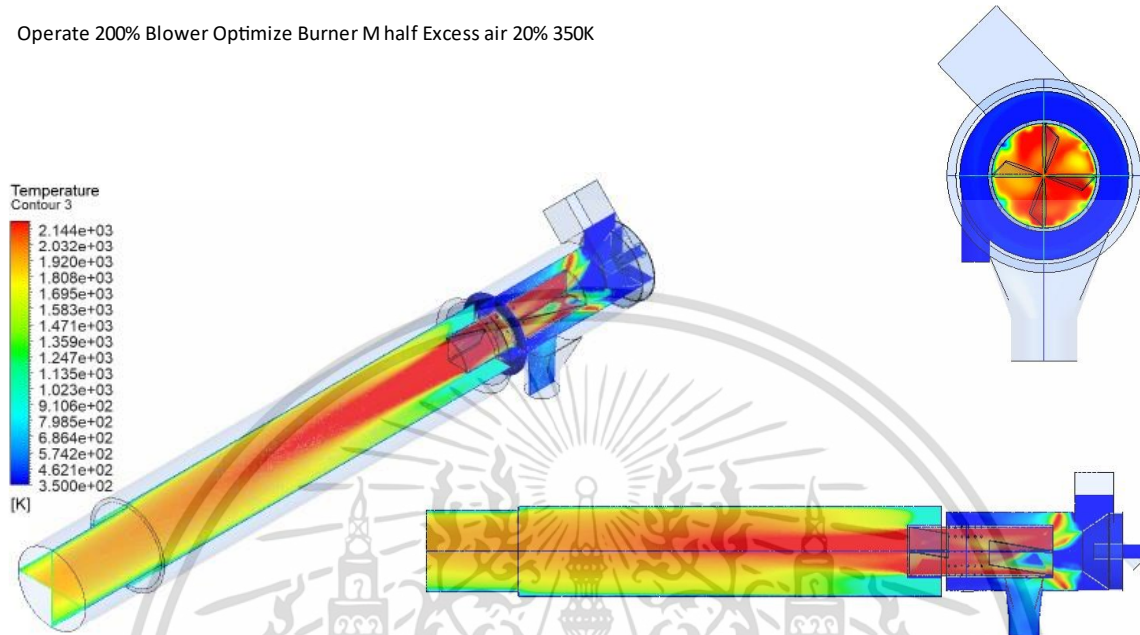 Operate 200% Blower Optimize Burner M half Excess air 20% 350K
Temperature
Contour 3
2.144e+03
2.032e+03
1.920e+03
1.808e+03
1.695e+03
1.583e+03
1.471e+03
1.359e+03
1.247e+03
1.135e+03
1.023e+03
9.106e+02
7.985e+02
6.864e+02
5.742e+02
4.621e+02
3.500e+02
[K]